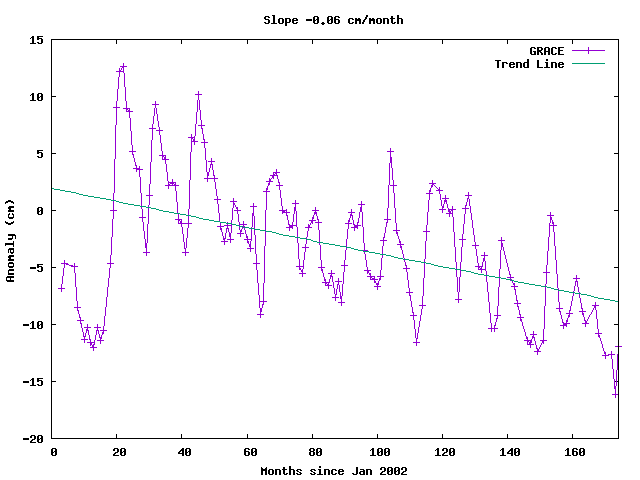 Slope -0.06 cm/month
15
GRACE
Trend Line
10
5
0
Anomaly (cm)
-5
-10
-15
-20
0 20 40 60 80 100 120 140 160
Months since Jan 2002